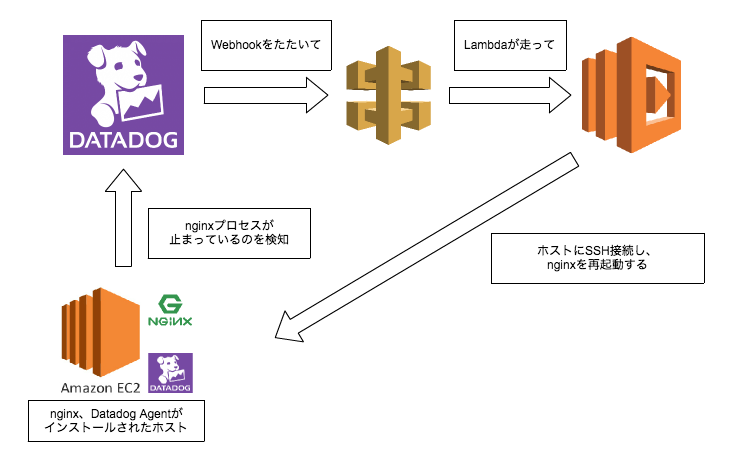 Webhookをたたいて
Lambdaが走って
DATADOG
nginxプロセスが
止まっているのを検知
ホストにSSH接続し、
nginxを再起動する
NGiNX
Amazon EC2
DATADOG
nginx、Datadog Agentが
インストールされたホスト